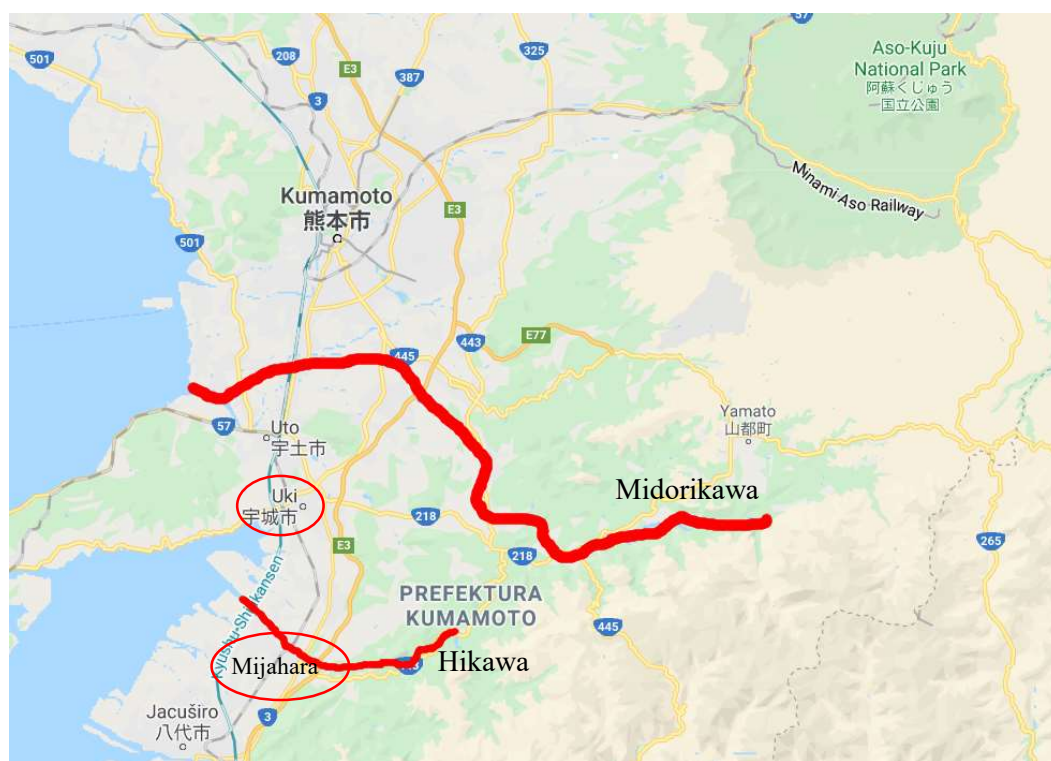 57
Aso-Kuju
National Park
阿蘇くじゅう
国立公園
501
208
E3
325
387
3
Minami Aso Railway
Kumamoto
熊本市
E3
501
443
E77
445
Yamato
山都町
57
Uto
宇土市
Midorikawa
Uki
宇城市
218
E3
218
265
PREFEKTURA
KUMAMOTO
445
Kyushu-Shinkansen
Mijahara
Hikawa
Jacuširo
八代市
3